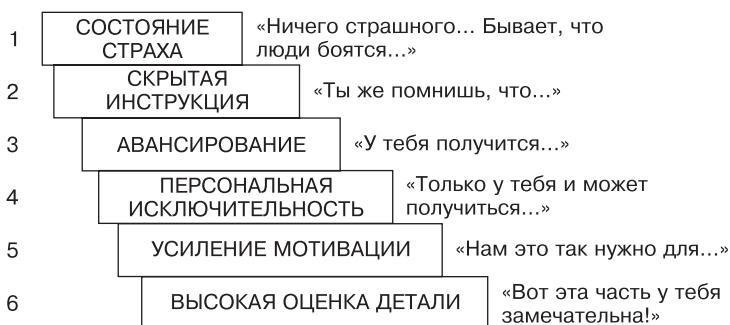 1 СОСТОЯНИЕ СТРАХА «Ничего страшного... Бывает, что
люди боятся...»
2 СКРЫТАЯ ИНСТРУКЦИЯ «Ты же помнишь, что...»
3 АВАНСИРОВАНИЕ «У тебя получится...»
4 ПЕРСОНАЛЬНАЯ ИСКЛЮЧИТЕЛЬНОСТЬ «Только у тебя и может
получиться...»
5 УСИЛЕНИЕ МОТИВАЦИИ «Нам это так нужно для...»
6 ВЫСОКАЯ ОЦЕНКА ДЕТАЛИ «Вот эта часть у тебя
замечательна!»